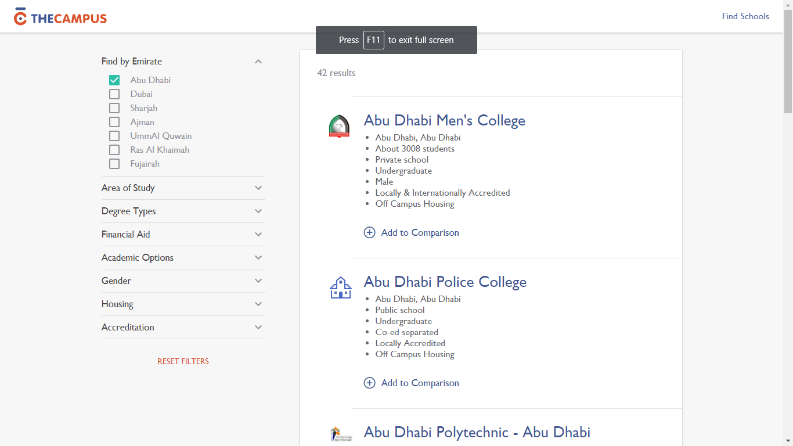 THECAMPUS
Find Schools
Press F11 to exit full screen
Find by Emirate
Abu Dhabi
Dubai
Sharjah
Ajman
UmmAl Quwain
Ras Al Khaimah
Fujairah
Area of Study
Degree Types
Financial Aid
Academic Options
Gender
Housing
Accreditation
RESET FILTERS
42 results
Abu Dhabi Men's College
Abu Dhabi, Abu Dhabi
About 3008 students
Private school
Undergraduate
Male
Locally & Internationally Accredited
Off Campus Housing
Add to Comparison
Abu Dhabi Police College
Abu Dhabi, Abu Dhabi
Public school
Undergraduate
Co-ed separated
Locally Accredited
Off Campus Housing
Add to Comparison
Abu Dhabi Polytechnic - Abu Dhabi